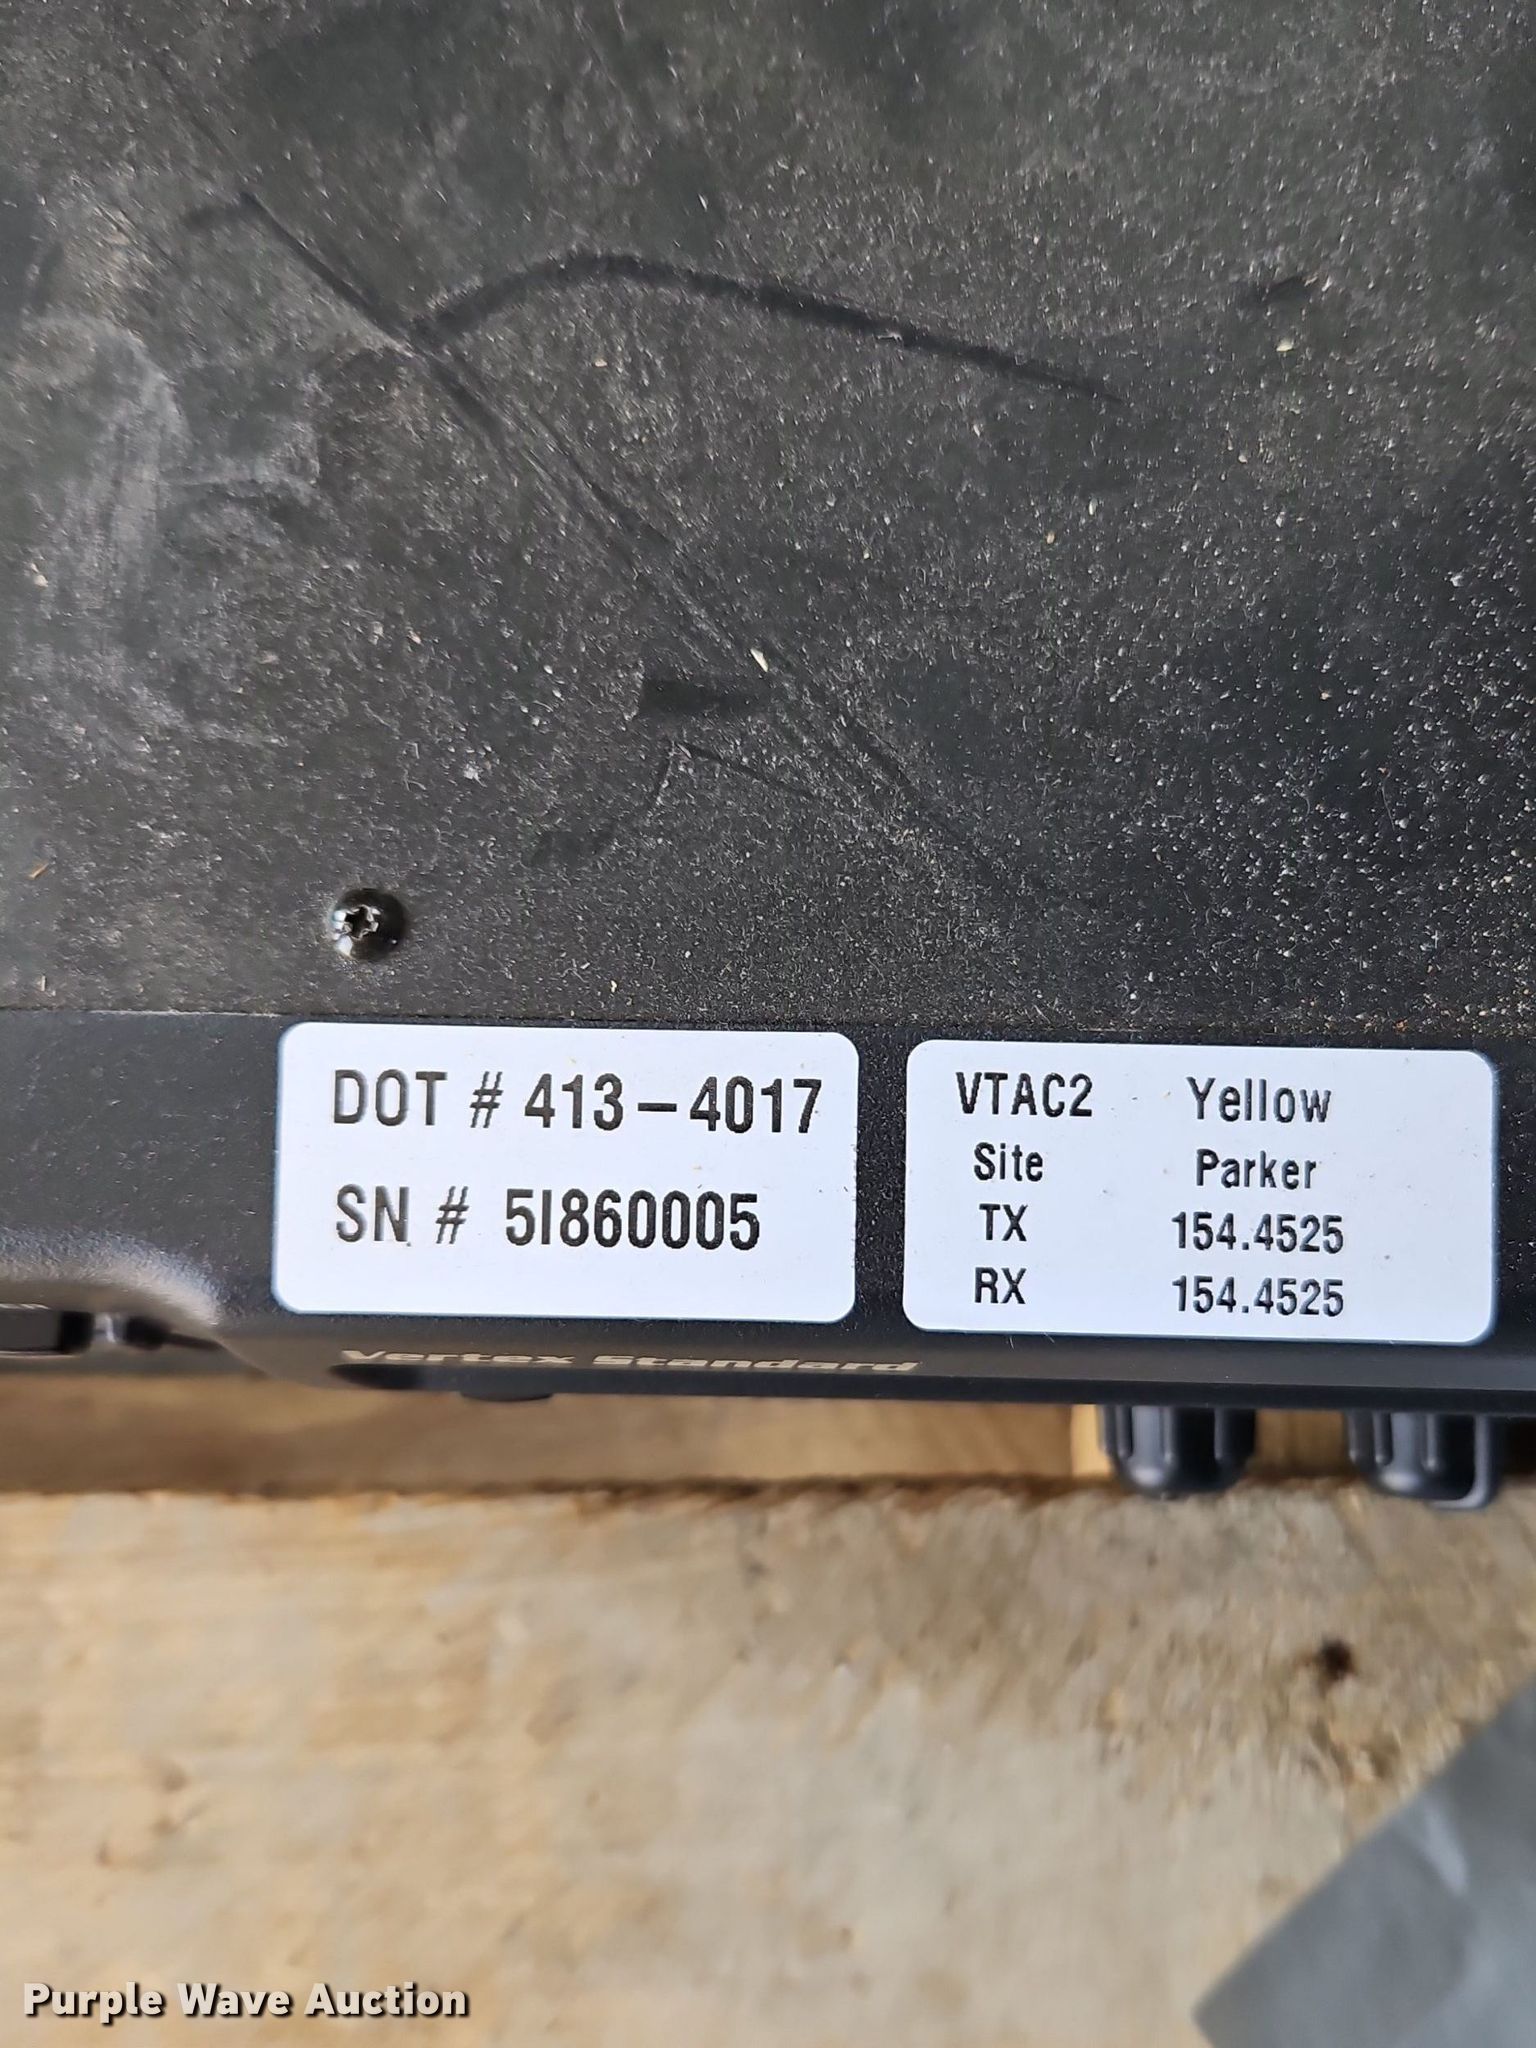 DOT # 413-4017
SN # 5I860005
VTAC2 Yellow
Site Parker
TX 154.4525
RX 154.4525
Vertex Standard
Purple Wave Auction